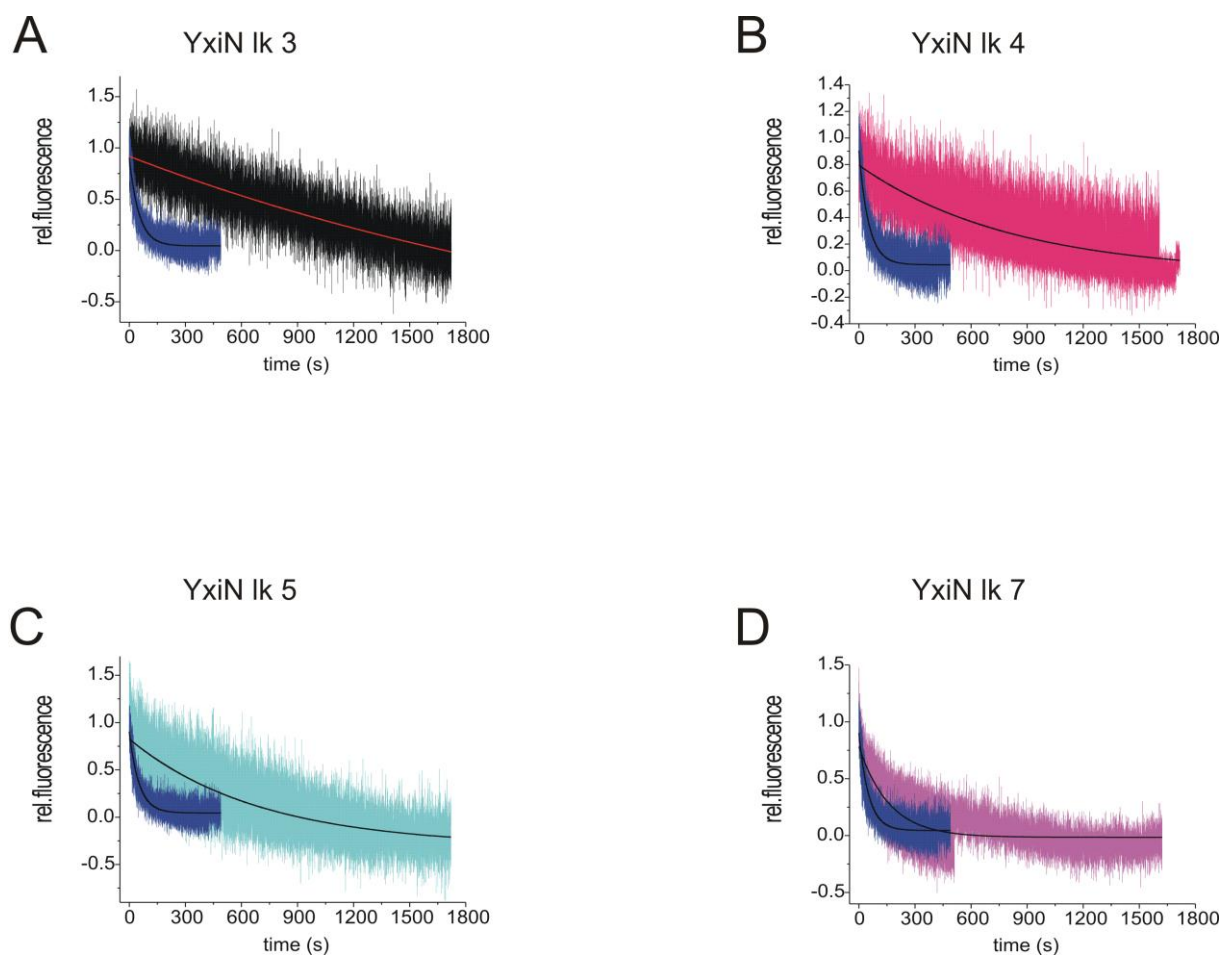 A
YxiN lk 3
rel.fluorescence
1.5
1.0
0.5
0.0
-0.5
0 300 600 900 1200 1500 1800
time (s)
B
YxiN lk 4
rel.fluorescence
1.4
1.2
1.0
0.8
0.6
0.4
0.2
0.0
-0.2
-0.4
0 300 600 900 1200 1500 1800
time (s)
C
YxiN lk 5
rel.fluorescence
1.5
1.0
0.5
0.0
-0.5
0 300 600 900 1200 1500 1800
time (s)
D
YxiN lk 7
rel.fluorescence
1.5
1.0
0.5
0.0
-0.5
0 300 600 900 1200 1500 1800
time (s)